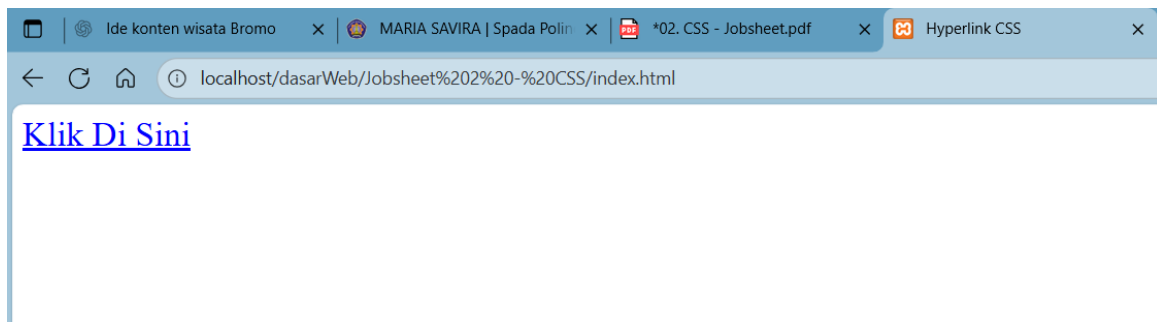 Ide konten wisata Bromo
MARIA SAVIRA | Spada Polin
PDF
*02. CSS - Jobsheet.pdf
Hyperlink CSS
localhost/dasarWeb/Jobsheet%202%20-%20CSS/index.html
Klik Di Sini